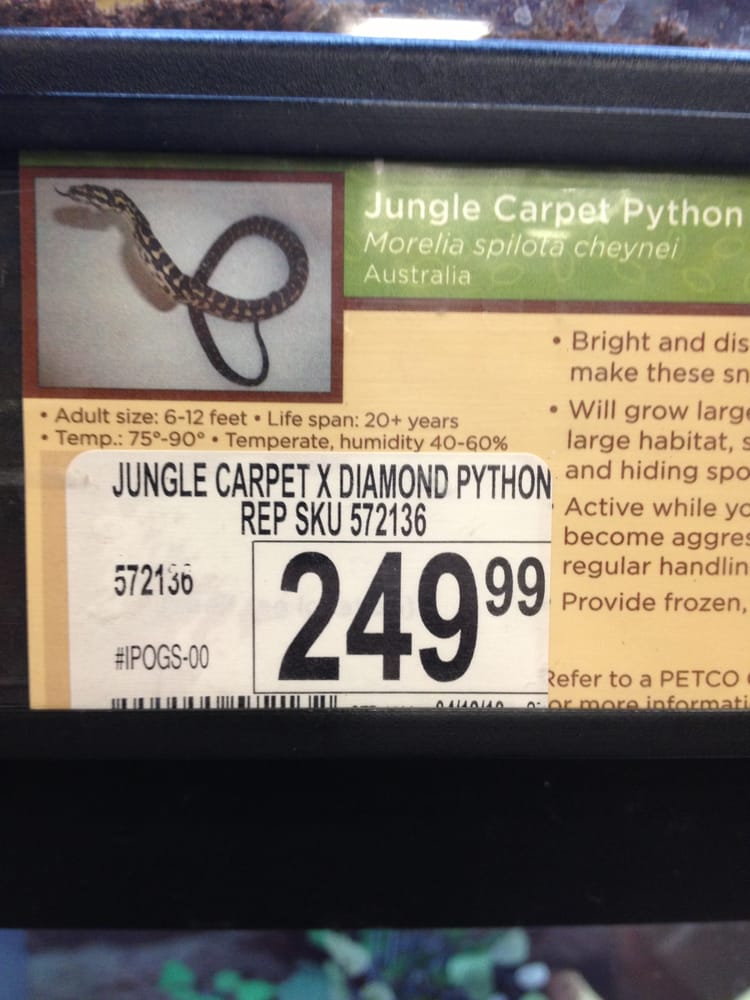 Jungle Carpet Python
Morelia spilota cheynei
Australia
• Adult size: 6-12 feet • Life span: 20+ years
• Temp.: 75°-90° • Temperate, humidity 40-60%
JUNGLE CARPET X DIAMOND PYTHON
REP SKU 572136
572136
249 99
#IPOGS-00
• Bright and dis
make these sn
• Will grow large
large habitat, s
and hiding spo
Active while yo
become aggres
regular handlin
Provide frozen,
Refer to a PETCO
or more informati